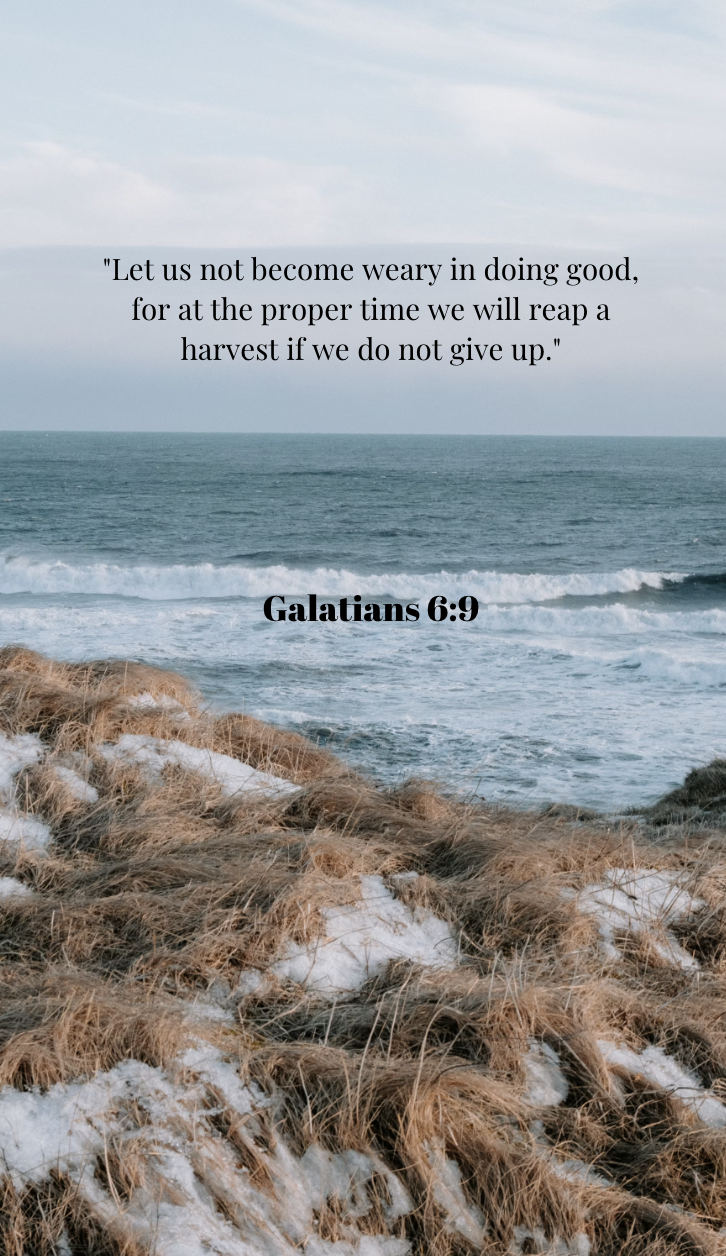 "Let us not become weary in doing good,
for at the proper time we will reap a
harvest if we do not give up."
Galatians 6:9